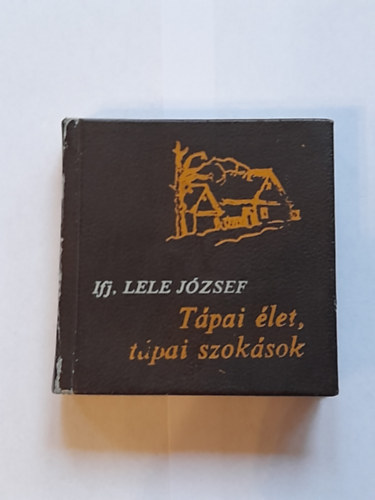 Ifj. LELE JÓZSEF
Tápai élet,
tápai szokások